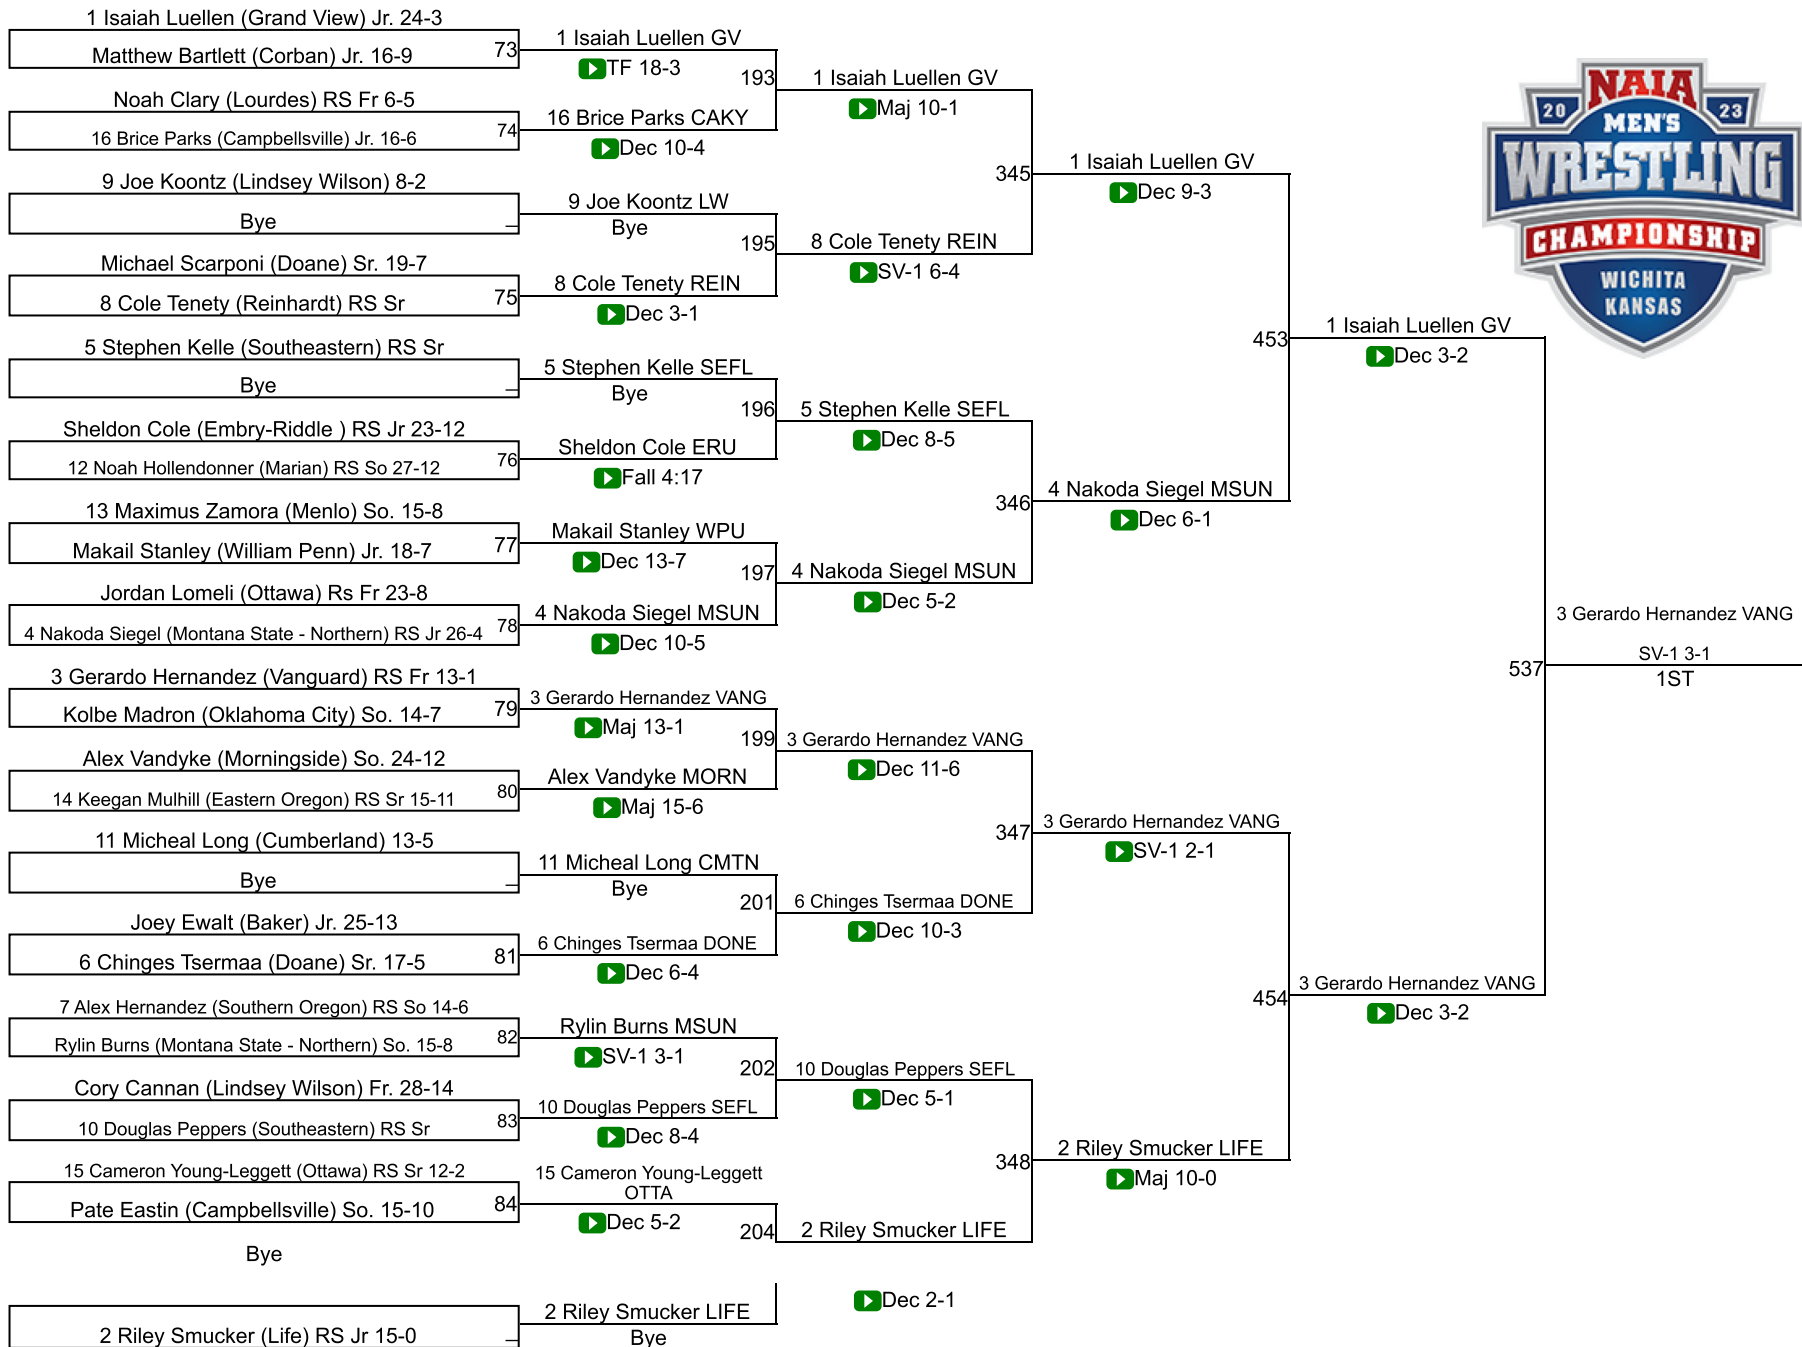 1 Isaiah Luellen (Grand View) Jr. 24-3
Matthew Bartlett (Corban) Jr. 16-9
73
Noah Clary (Lourdes) RS Fr 6-5
16 Brice Parks (Campbellsville) Jr. 16-6
74
9 Joe Koontz (Lindsey Wilson) 8-2
Bye
_
Michael Scarponi (Doane) Sr. 19-7
8 Cole Tenety (Reinhardt) RS Sr
75
5 Stephen Kelle (Southeastern) RS Sr
Bye
_
Sheldon Cole (Embry-Riddle ) RS Jr 23-12
12 Noah Hollendonner (Marian) RS So 27-12
76
13 Maximus Zamora (Menlo) So. 15-8
Makail Stanley (William Penn) Jr. 18-7
77
Jordan Lomeli (Ottawa) Rs Fr 23-8
4 Nakoda Siegel (Montana State - Northern) RS Jr 26-4
78
3 Gerardo Hernandez (Vanguard) RS Fr 13-1
Kolbe Madron (Oklahoma City) So. 14-7
79
Alex Vandyke (Morningside) So. 24-12
14 Keegan Mulhill (Eastern Oregon) RS Sr 15-11
80
11 Micheal Long (Cumberland) 13-5
Bye
_
Joey Ewalt (Baker) Jr. 25-13
6 Chinges Tsermaa (Doane) Sr. 17-5
81
7 Alex Hernandez (Southern Oregon) RS So 14-6
Rylin Burns (Montana State - Northern) So. 15-8
82
Cory Cannan (Lindsey Wilson) Fr. 28-14
10 Douglas Peppers (Southeastern) RS Sr
83
15 Cameron Young-Leggett (Ottawa) RS Sr 12-2
Pate Eastin (Campbellsville) So. 15-10
84
Bye
2 Riley Smucker (Life) RS Jr 15-0
_
1 Isaiah Luellen GV
TF 18-3
193
16 Brice Parks CAKY
Dec 10-4
9 Joe Koontz LW
Bye
195
8 Cole Tenety REIN
Dec 3-1
5 Stephen Kelle SEFL
Bye
196
Sheldon Cole ERU
Fall 4:17
Makail Stanley WPU
Dec 13-7
197
4 Nakoda Siegel MSUN
Dec 10-5
3 Gerardo Hernandez VANG
Maj 13-1
199
Alex Vandyke MORN
Maj 15-6
11 Micheal Long CMTN
Bye
201
6 Chinges Tsermaa DONE
Dec 6-4
Rylin Burns MSUN
SV-1 3-1
202
10 Douglas Peppers SEFL
Dec 8-4
15 Cameron Young-Leggett
OTTA
Dec 5-2
204
2 Riley Smucker LIFE
Bye
1 Isaiah Luellen GV
Maj 10-1
345
8 Cole Tenety REIN
SV-1 6-4
5 Stephen Kelle SEFL
Dec 8-5
346
4 Nakoda Siegel MSUN
Dec 5-2
3 Gerardo Hernandez VANG
Dec 11-6
347
6 Chinges Tsermaa DONE
Dec 10-3
10 Douglas Peppers SEFL
Dec 5-1
348
2 Riley Smucker LIFE
Dec 2-1
1 Isaiah Luellen GV
Dec 9-3
453
4 Nakoda Siegel MSUN
Dec 6-1
3 Gerardo Hernandez VANG
SV-1 2-1
454
2 Riley Smucker LIFE
Maj 10-0
1 Isaiah Luellen GV
Dec 3-2
537
3 Gerardo Hernandez VANG
Dec 3-2
3 Gerardo Hernandez VANG
SV-1 3-1
1ST
NAIA
20 23
MEN'S
WRESTLING
CHAMPIONSHIP
WICHITA
KANSAS